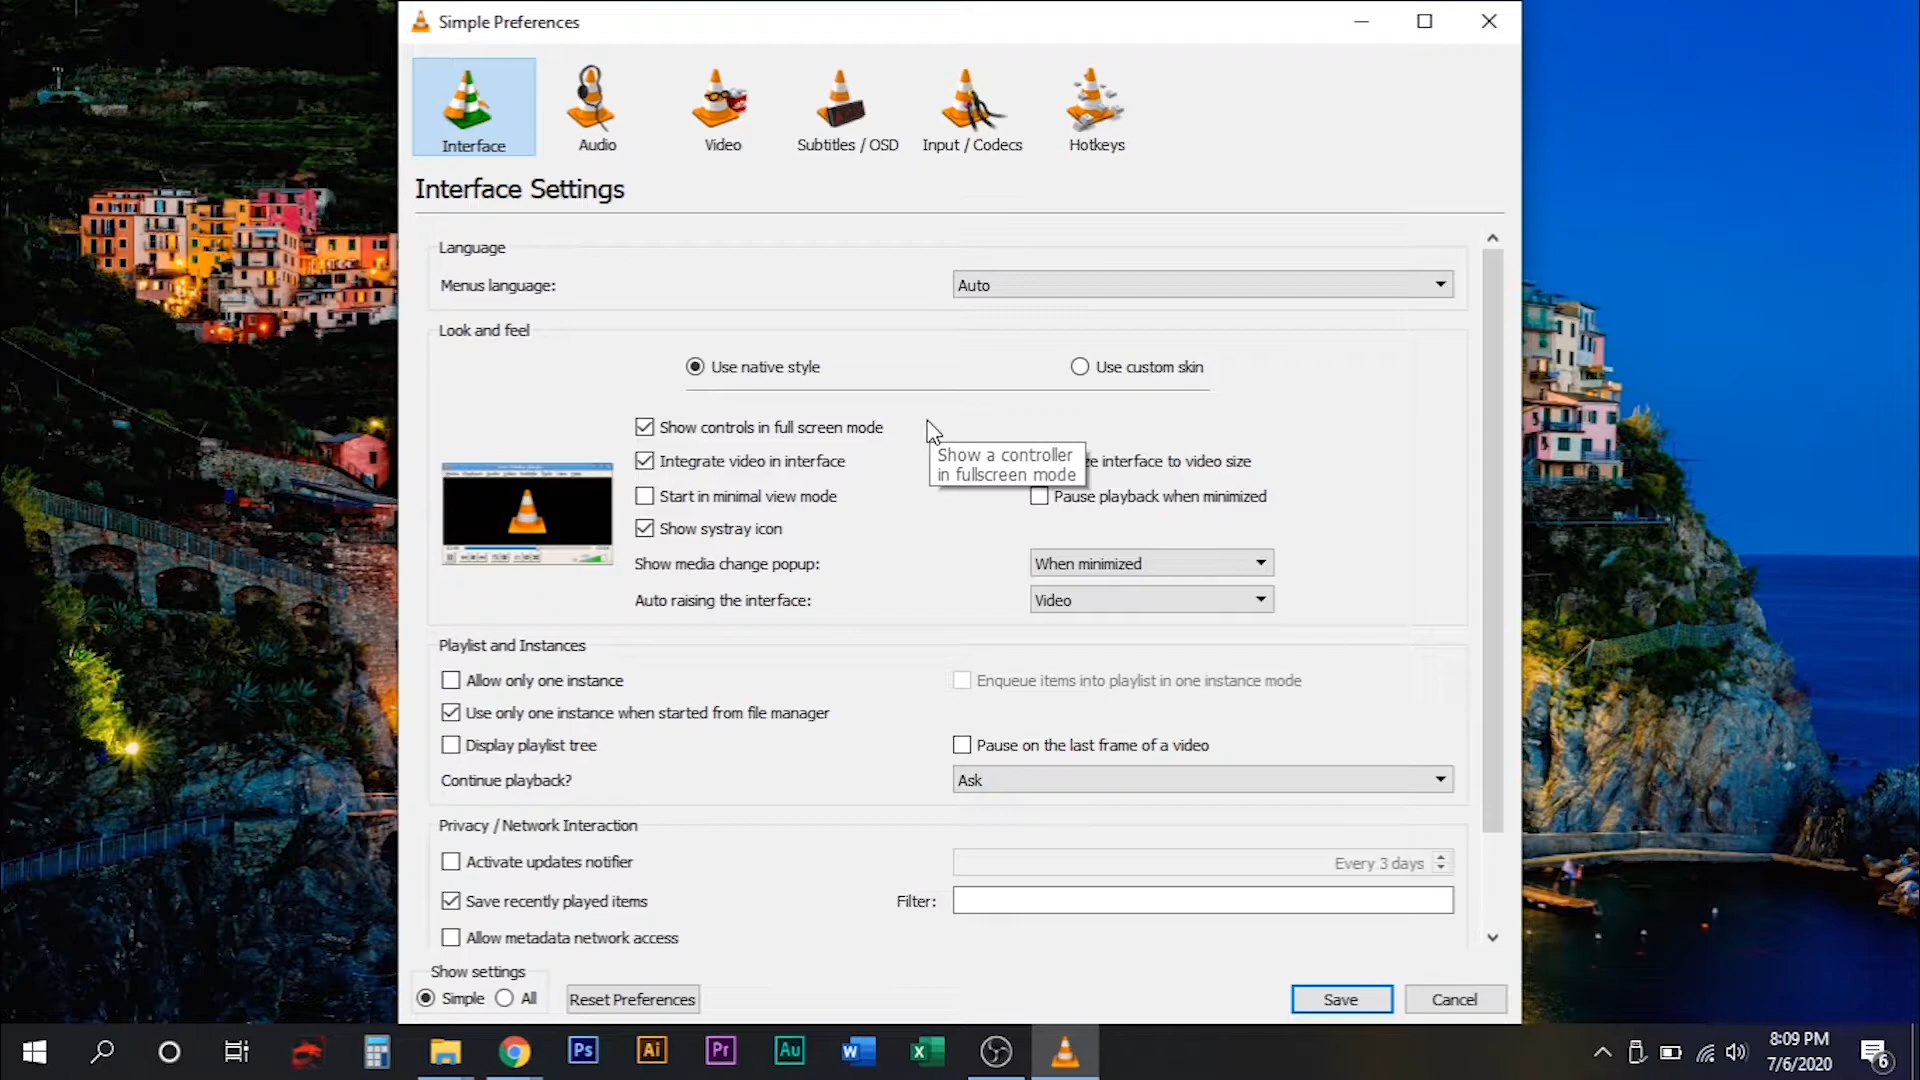 Simple Preferences
Interface
Audio
Video
Subtitles / OSD
Input / Codecs
Hotkeys
Interface Settings
Language
Menus language:
Auto
Look and feel
Use native style
Use custom skin
Show controls in full screen mode
Show a controller
in fullscreen mode
Integrate video in interface
interface to video size
Start in minimal view mode
Pause playback when minimized
Show systray icon
Show media change popup:
When minimized
Auto raising the interface:
Video
Playlist and Instances
Allow only one instance
Enqueue items into playlist in one instance mode
Use only one instance when started from file manager
Display playlist tree
Pause on the last frame of a video
Continue playback?
Ask
Privacy / Network Interaction
Activate updates notifier
Every 3 days
Save recently played items
Filter:
Allow metadata network access
Show settings
Simple
All
Reset Preferences
Save
Cancel
Ps
Ai
Pr
Au
W
X
8:09 PM
7/6/2020
6